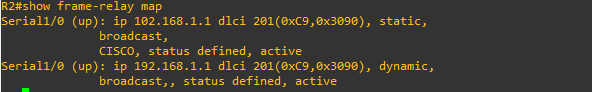 R2#show frame-relay map
Serial1/0 (up): ip 102.168.1.1 dlci 201(0xC9,0x3090), static,
broadcast,
CISCO, status defined, active
Serial1/0 (up): ip 192.168.1.1 dlci 201(0xC9,0x3090), dynamic,
broadcast,, status defined, active